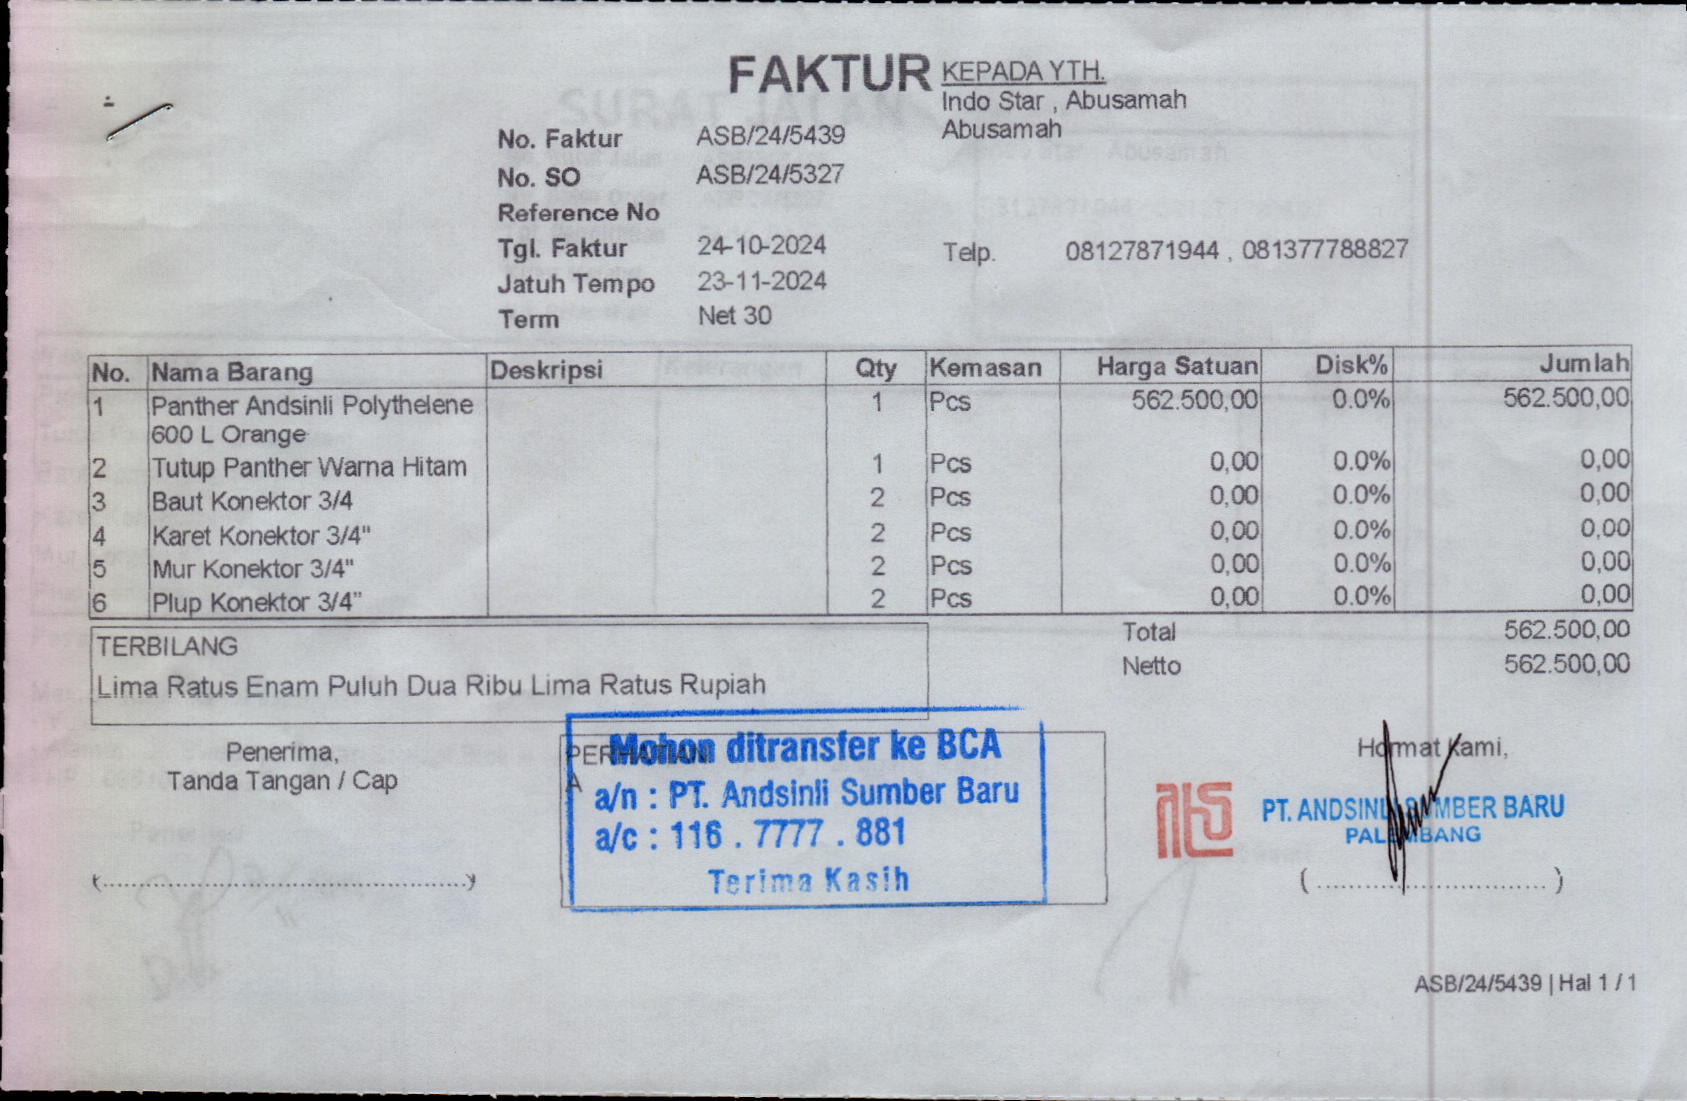 FAKTUR
KEPADA YTH.
Indo Star , Abusamah
Abusamah
No. Faktur ASB/24/5439
No. SO ASB/24/5327
Reference No
Tgl. Faktur 24-10-2024
Telp. 08127871944 , 081377788827
Jatuh Tempo 23-11-2024
Term Net 30
No. Nama Barang Deskripsi Qty Kemasan Harga Satuan Disk% Jumlah
1 Panther Andsinli Polythelene 1 Pcs 562.500,00 0.0% 562.500,00
600 L Orange
2 Tutup Panther Warna Hitam 1 Pcs 0,00 0.0% 0,00
3 Baut Konektor 3/4 2 Pcs 0,00 0.0% 0,00
4 Karet Konektor 3/4" 2 Pcs 0,00 0.0% 0,00
5 Mur Konektor 3/4" 2 Pcs 0,00 0.0% 0,00
6 Plup Konektor 3/4" 2 Pcs 0,00 0.0% 0,00
TERBILANG
Lima Ratus Enam Puluh Dua Ribu Lima Ratus Rupiah
Total 562.500,00
Netto 562.500,00
Penerima,
Tanda Tangan / Cap
(............................................)
PERHATIAN
A
Mohon ditransfer ke BCA
a/n : PT. Andsinli Sumber Baru
a/c : 116 . 7777 . 881
Terima Kasih
Hormat Kami,
PT. ANDSINLI SUMBER BARU
PALEMBANG
( ............................ )
ASB/24/5439 | Hal 1 / 1